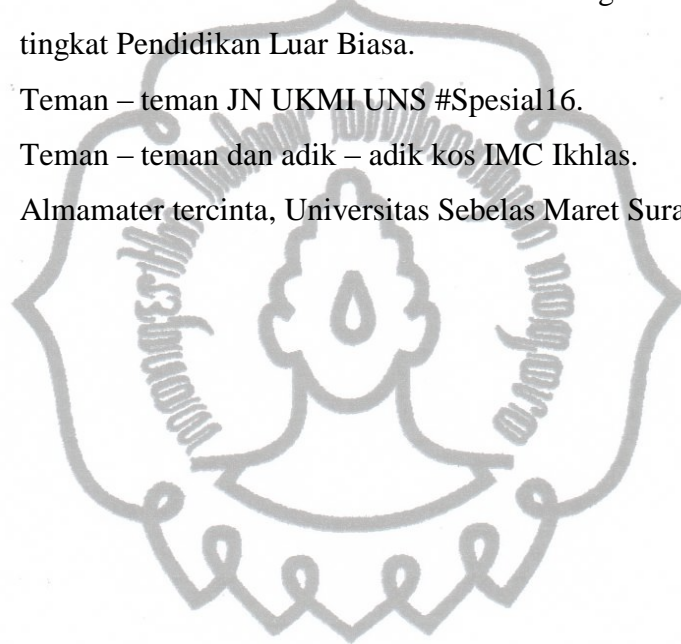 tingkat Pendidikan Luar Biasa.
Teman – teman JN UKMI UNS #Spesial16.
Teman – teman dan adik – adik kos IMC Ikhlas.
Almamater tercinta, Universitas Sebelas Maret